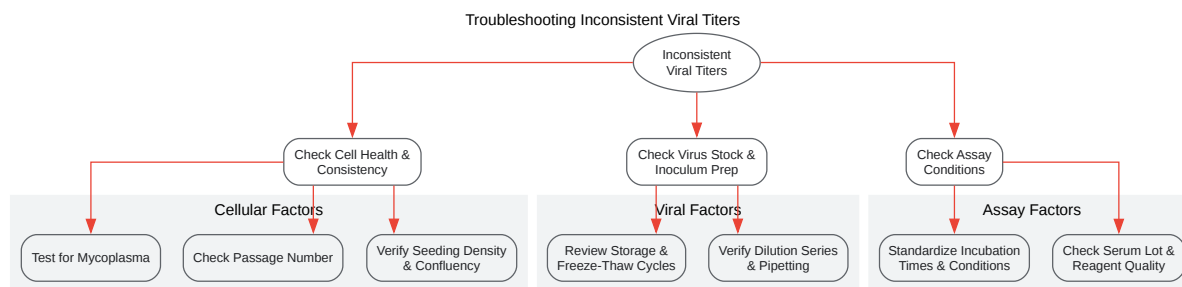 Troubleshooting Inconsistent Viral Titers
Inconsistent
Viral Titers
Check Cell Health &
Consistency
Check Virus Stock &
Inoculum Prep
Check Assay
Conditions
Cellular Factors
Viral Factors
Assay Factors
Test for Mycoplasma
Check Passage Number
Verify Seeding Density
& Confluency
Review Storage &
Freeze-Thaw Cycles
Verify Dilution Series
& Pipetting
Standardize Incubation
Times & Conditions
Check Serum Lot &
Reagent Quality